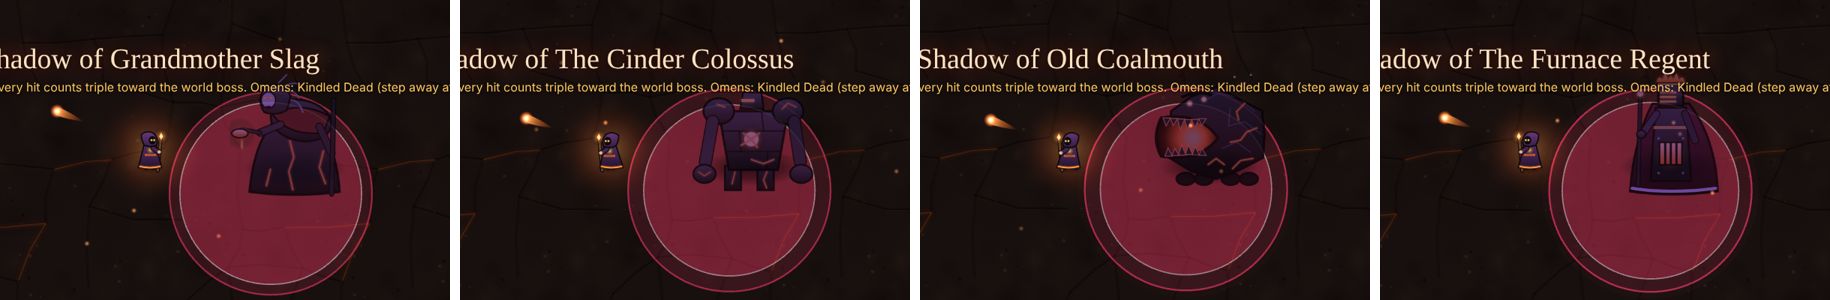 hadow of Grandmother Slag
very hit counts triple toward the world boss. Omens: Kindled Dead (step away a
adow of The Cinder Colossus
very hit counts triple toward the world boss. Omens: Kindled Dead (step away a
Shadow of Old Coalmouth
very hit counts triple toward the world boss. Omens: Kindled Dead (step away a
adow of The Furnace Regent
very hit counts triple toward the world boss. Omens: Kindled Dead (step away a